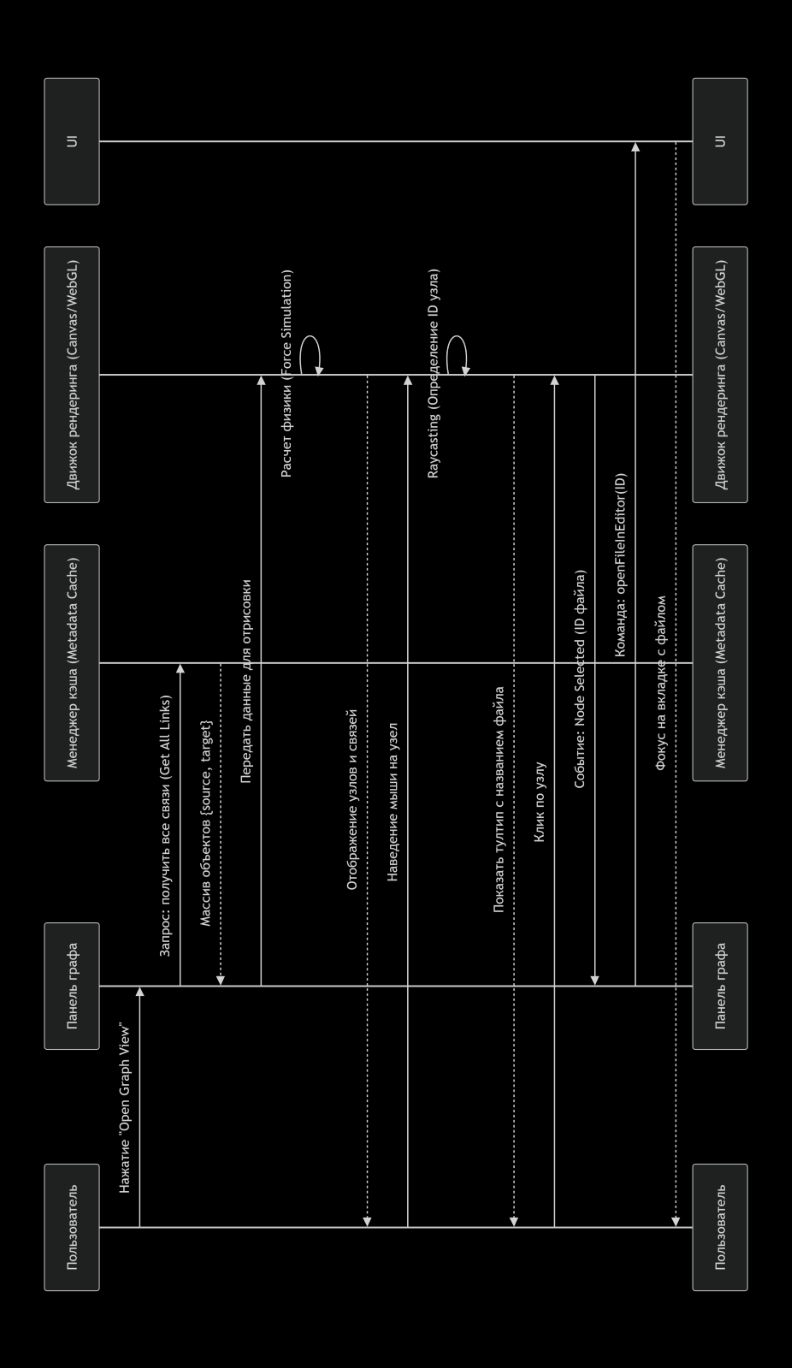 Пользователь
Панель графа
Менеджер кэша (Metadata Cache)
Движок рендеринга (Canvas/WebGL)
UI
Нажатие "Open Graph View"
Запрос: получить все связи (Get All Links)
Массив объектов {source, target}
Передать данные для отрисовки
Расчет физики (Force Simulation)
Отображение узлов и связей
Наведение мыши на узел
Raycasting (Определение ID узла)
Показать тултип с названием файла
Клик по узлу
Событие: Node Selected (ID файла)
Команда: openFileInEditor(ID)
Фокус на вкладке с файлом
Пользователь
Панель графа
Менеджер кэша (Metadata Cache)
Движок рендеринга (Canvas/WebGL)
UI